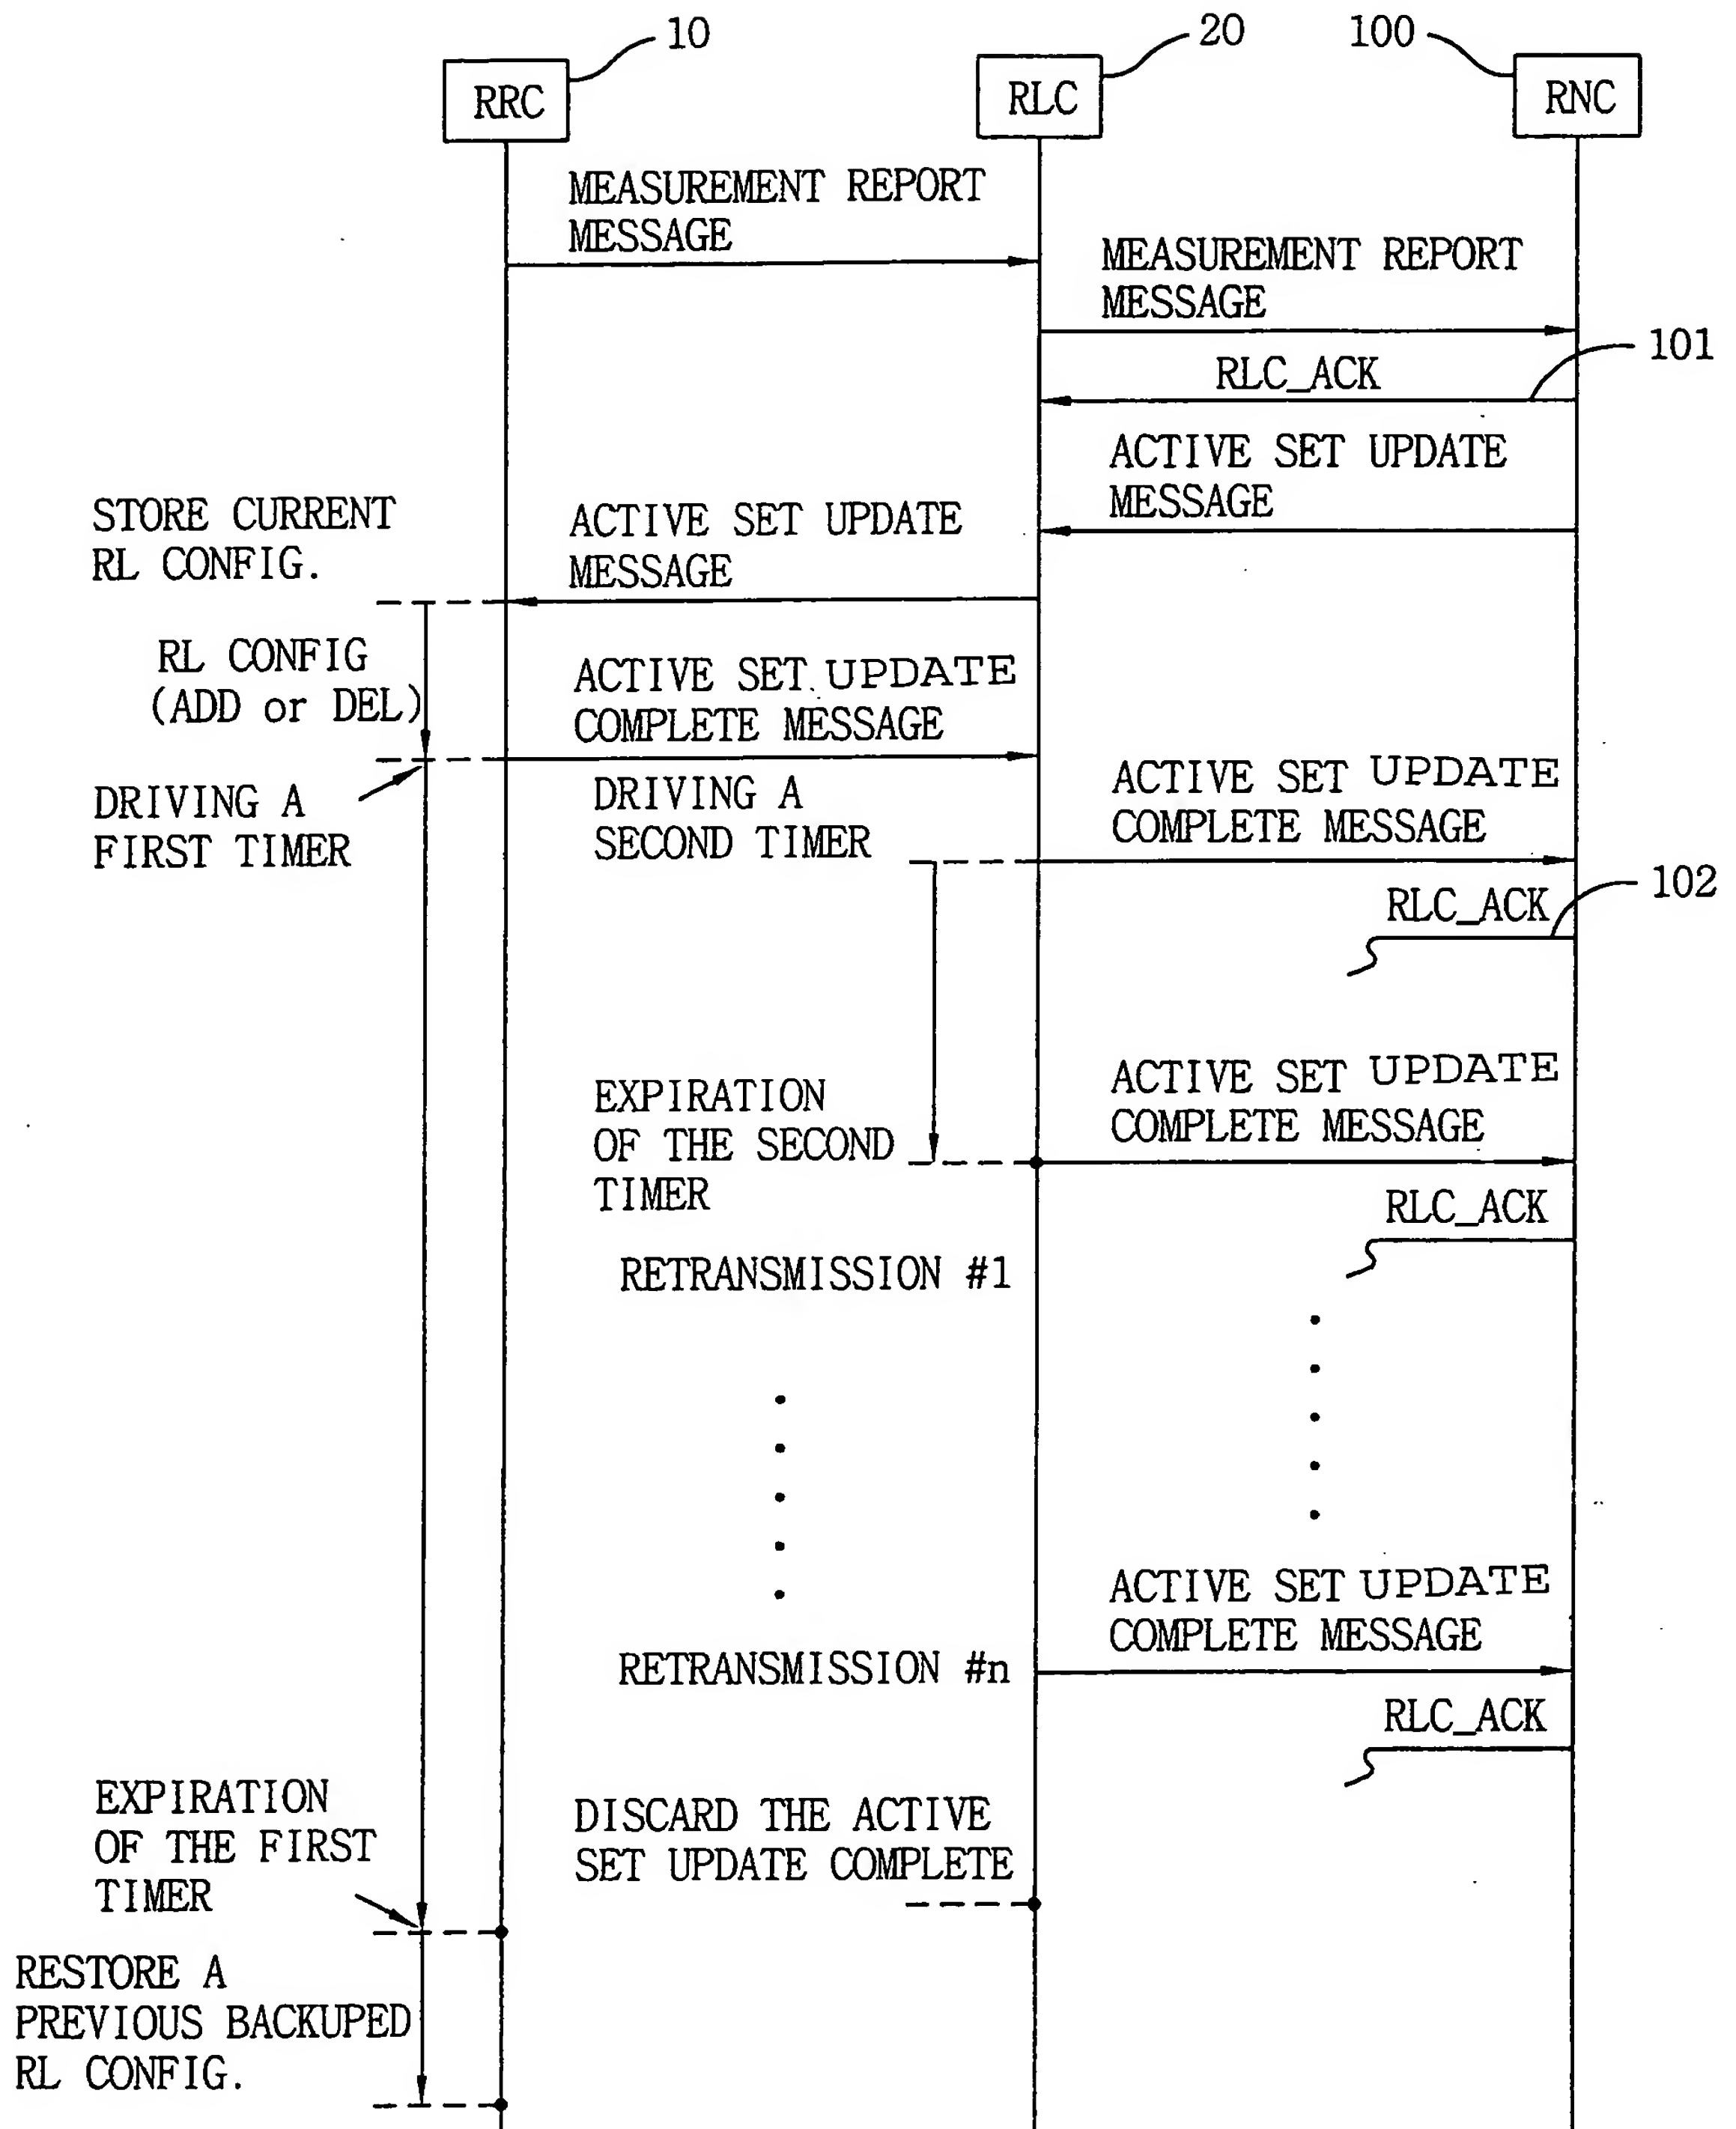 10
20
100
RRC
RLC
RNC
MEASUREMENT REPORT
MESSAGE
MEASUREMENT REPORT
MESSAGE
101
RLC_ACK
ACTIVE SET UPDATE
MESSAGE
STORE CURRENT
RL CONFIG.
ACTIVE SET UPDATE
MESSAGE
RL CONFIG
(ADD or DEL)
ACTIVE SET UPDATE
COMPLETE MESSAGE
DRIVING A
FIRST TIMER
DRIVING A
SECOND TIMER
ACTIVE SET UPDATE
COMPLETE MESSAGE
102
RLC_ACK
EXPIRATION
OF THE SECOND
TIMER
ACTIVE SET UPDATE
COMPLETE MESSAGE
RLC_ACK
RETRANSMISSION #1
ACTIVE SET UPDATE
COMPLETE MESSAGE
RETRANSMISSION #n
RLC_ACK
EXPIRATION
OF THE FIRST
TIMER
DISCARD THE ACTIVE
SET UPDATE COMPLETE
RESTORE A
PREVIOUS BACKUPED
RL CONFIG.